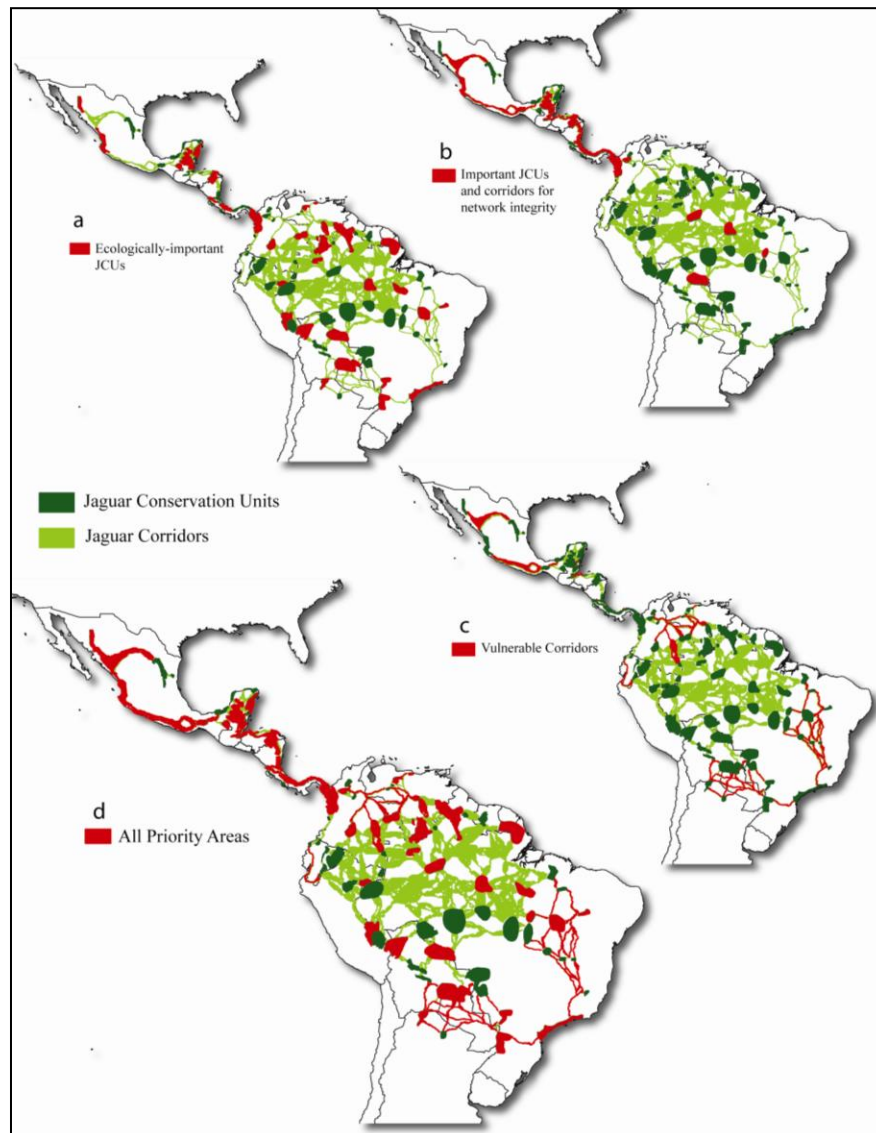 b
Important JCUs
and corridors for
network integrity
a
Ecologically-important
JCUs
Jaguar Conservation Units
Jaguar Corridors
c
Vulnerable Corridors
d
All Priority Areas